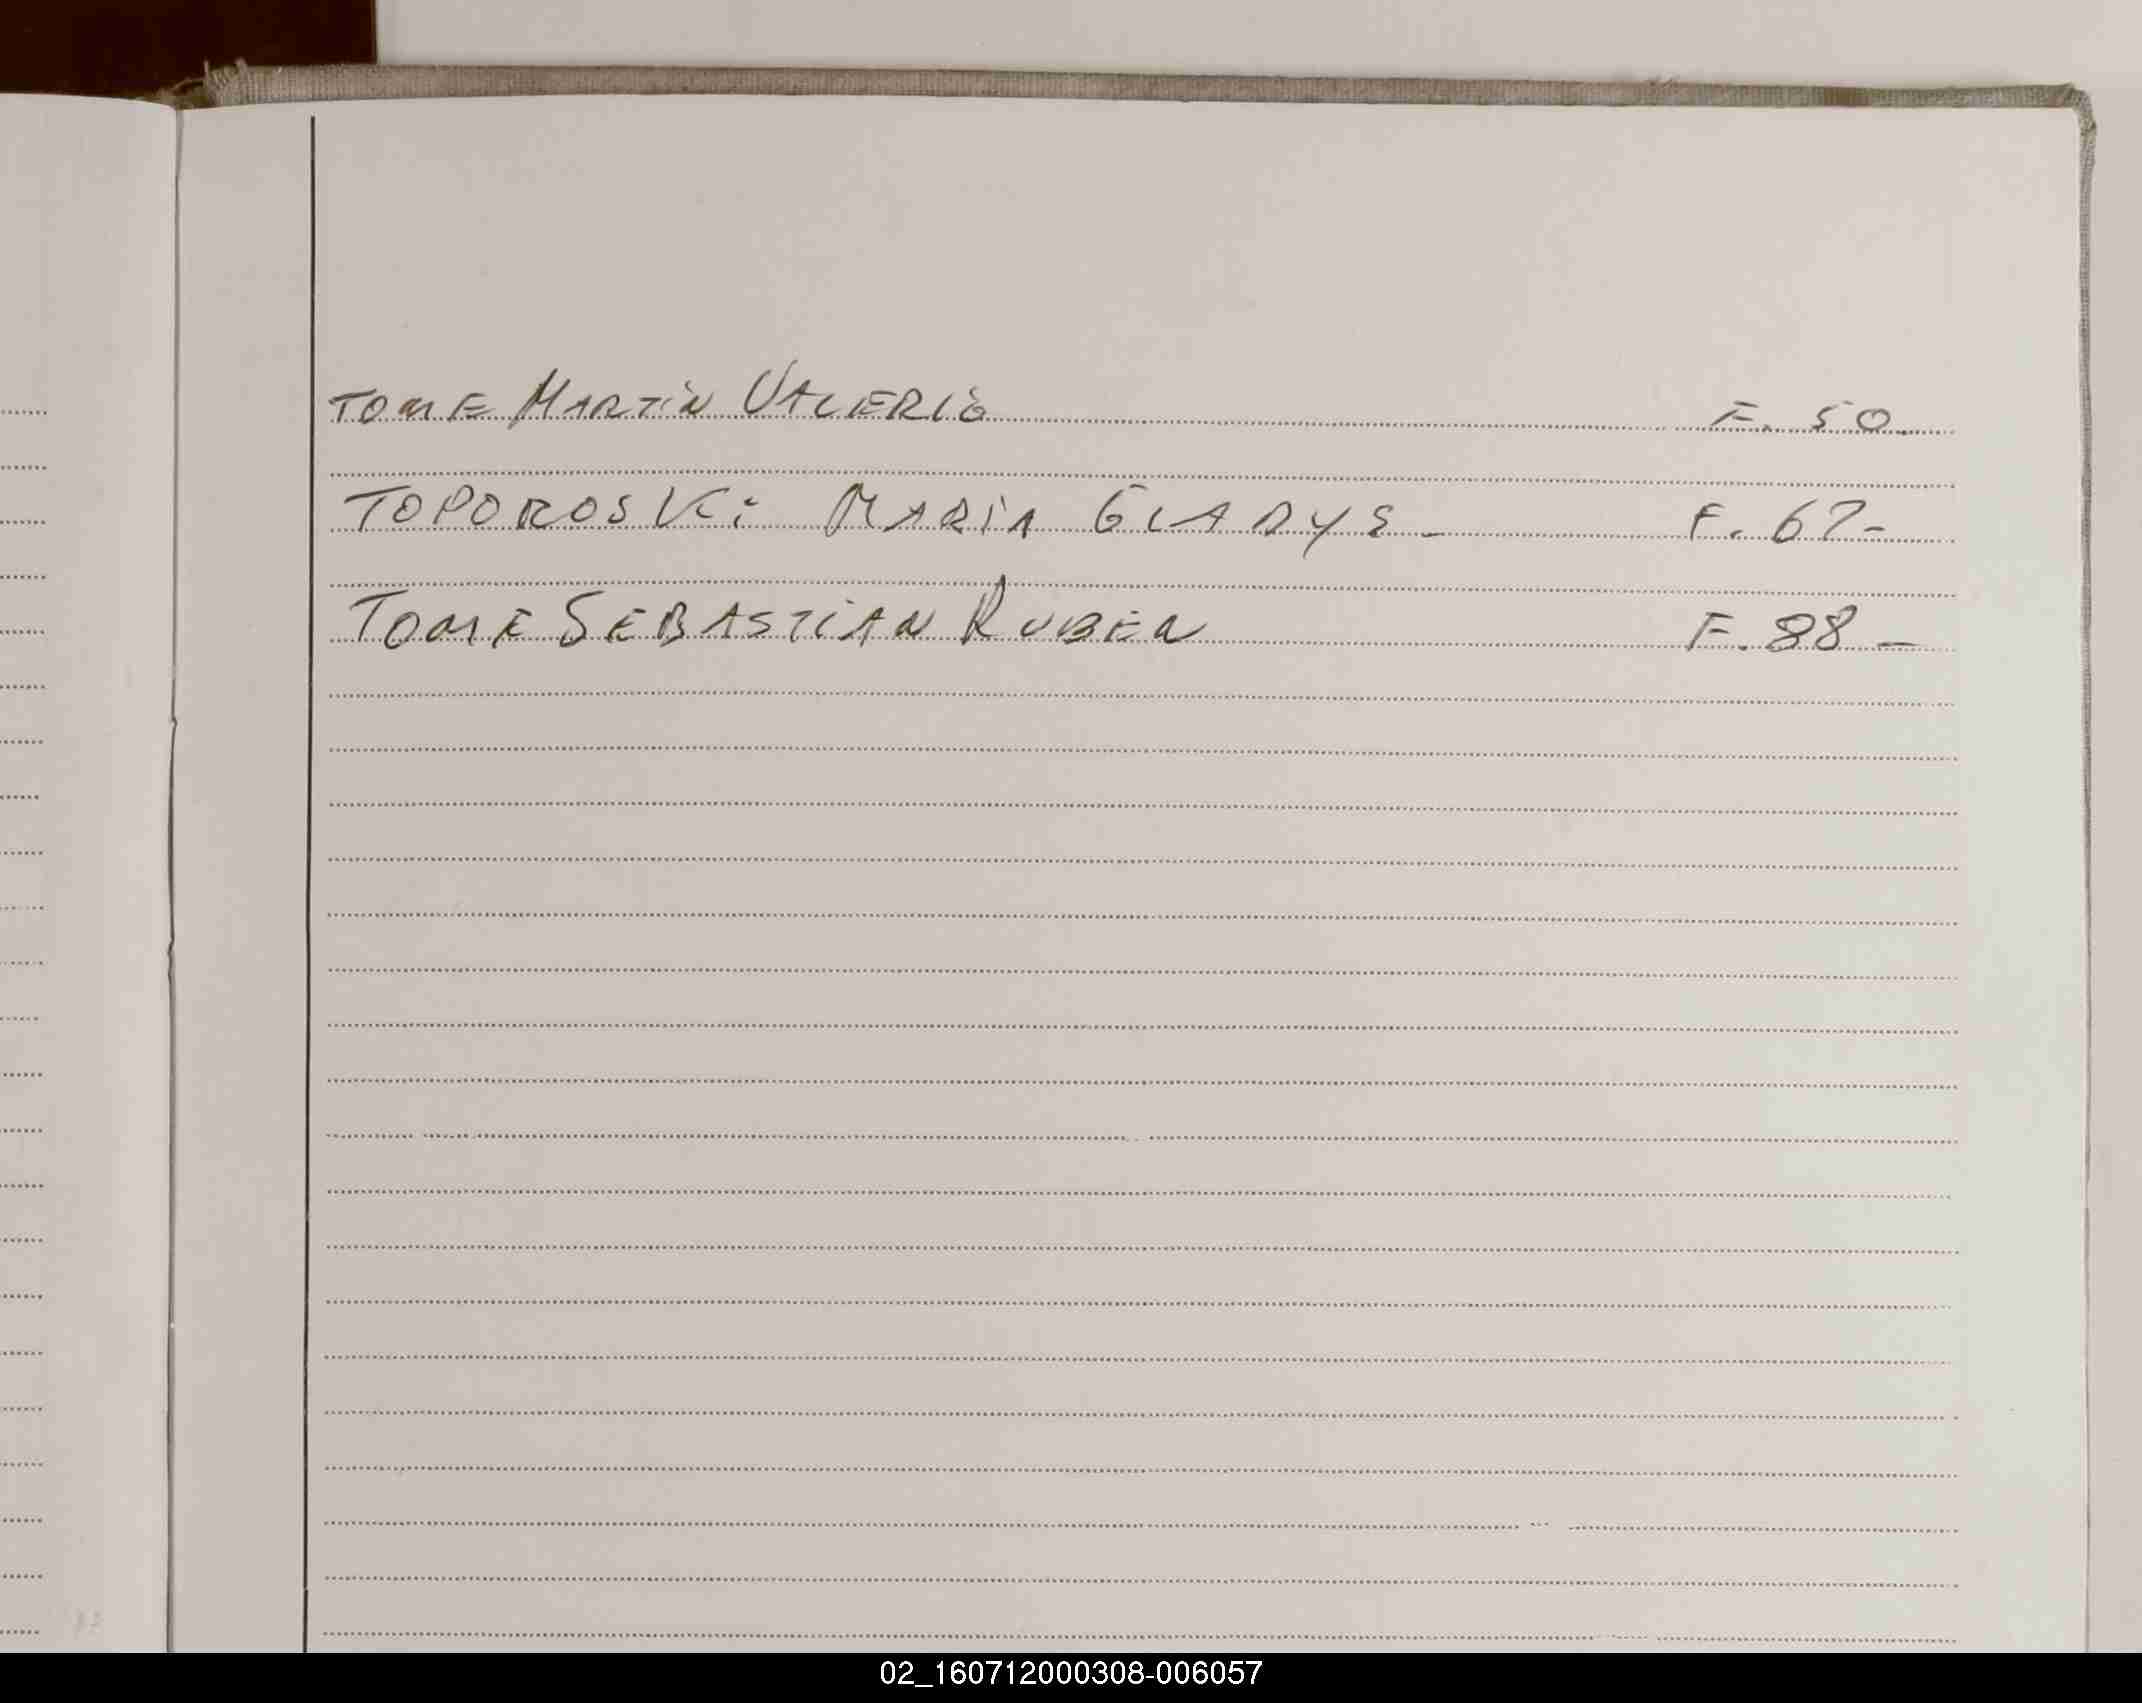 TOME MARTIN VALERIO F. 50.
TOPOROSKI MARIA GLADYS - F. 67-
TOME SEBASTIAN RUBEN F. 88 -
02_160712000308-006057